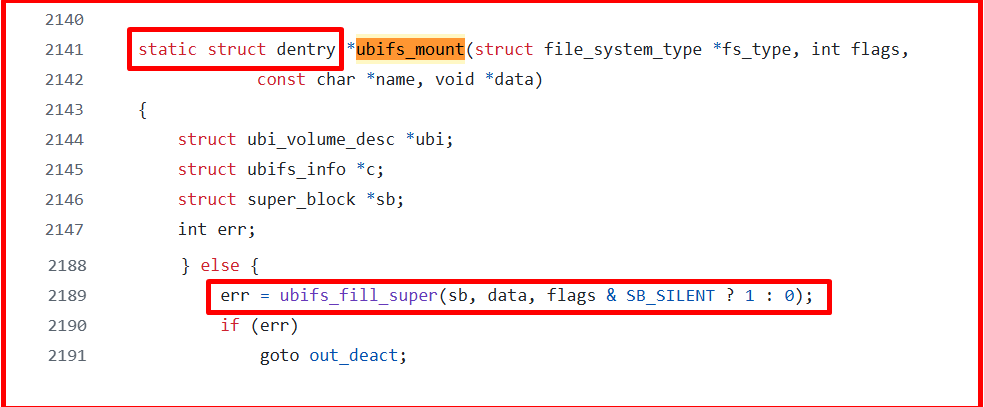 2140
2141 static struct dentry *ubifs_mount(struct file_system_type *fs_type, int flags,
2142 const char *name, void *data)
2143 {
2144 struct ubi_volume_desc *ubi;
2145 struct ubifs_info *c;
2146 struct super_block *sb;
2147 int err;
2188 } else {
2189 err = ubifs_fill_super(sb, data, flags & SB_SILENT ? 1 : 0);
2190 if (err)
2191 goto out_deact;